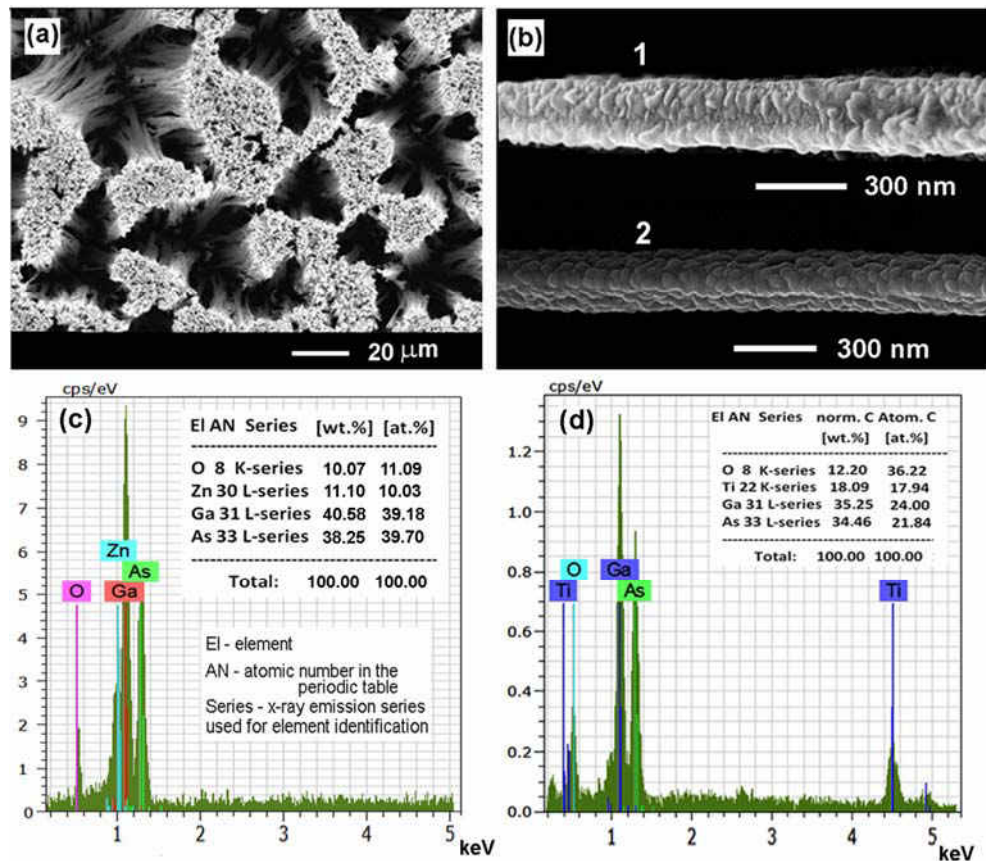 (a)
20 μm
(b)
1
300 nm
2
300 nm
cps/eV
(c)
El AN Series [wt.%] [at.%]
O 8 K-series 10.07 11.09
Zn 30 L-series 11.10 10.03
Ga 31 L-series 40.58 39.18
As 33 L-series 38.25 39.70
Total: 100.00 100.00
El - element
AN - atomic number in the
periodic table
Series - x-ray emission series
used for element identification
Zn
As
O
Ga
9
8
7
6
5
4
3
2
1
0
1 2 3 4 5
keV
cps/eV
(d)
El AN Series norm. C Atom. C
[wt.%] [at.%]
O 8 K-series 12.20 36.22
Ti 22 K-series 18.09 17.94
Ga 31 L-series 35.25 24.00
As 33 L-series 34.46 21.84
Total: 100.00 100.00
O
Ga
Ti
As
Ti
1.2
1.0
0.8
0.6
0.4
0.2
0.0
1 2 3 4 5
keV